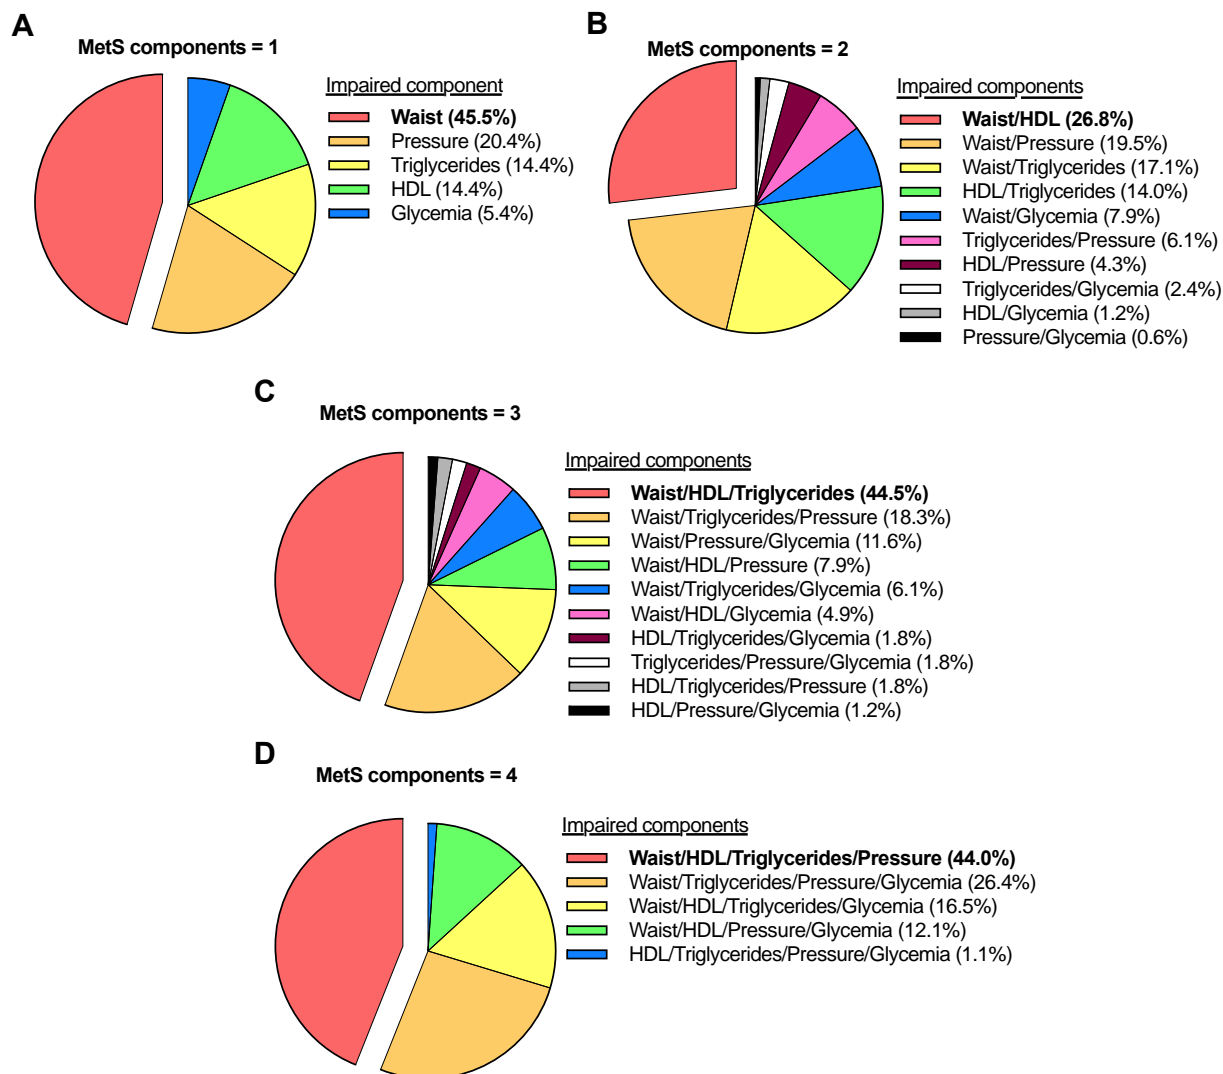 A
MetS components = 1
Impaired component
Waist (45.5%)
Pressure (20.4%)
Triglycerides (14.4%)
HDL (14.4%)
Glycemia (5.4%)
B
MetS components = 2
Impaired components
Waist/HDL (26.8%)
Waist/Pressure (19.5%)
Waist/Triglycerides (17.1%)
HDL/Triglycerides (14.0%)
Waist/Glycemia (7.9%)
Triglycerides/Pressure (6.1%)
HDL/Pressure (4.3%)
Triglycerides/Glycemia (2.4%)
HDL/Glycemia (1.2%)
Pressure/Glycemia (0.6%)
C
MetS components = 3
Impaired components
Waist/HDL/Triglycerides (44.5%)
Waist/Triglycerides/Pressure (18.3%)
Waist/Pressure/Glycemia (11.6%)
Waist/HDL/Pressure (7.9%)
Waist/Triglycerides/Glycemia (6.1%)
Waist/HDL/Glycemia (4.9%)
HDL/Triglycerides/Glycemia (1.8%)
Triglycerides/Pressure/Glycemia (1.8%)
HDL/Triglycerides/Pressure (1.8%)
HDL/Pressure/Glycemia (1.2%)
D
MetS components = 4
Impaired components
Waist/HDL/Triglycerides/Pressure (44.0%)
Waist/Triglycerides/Pressure/Glycemia (26.4%)
Waist/HDL/Triglycerides/Glycemia (16.5%)
Waist/HDL/Pressure/Glycemia (12.1%)
HDL/Triglycerides/Pressure/Glycemia (1.1%)